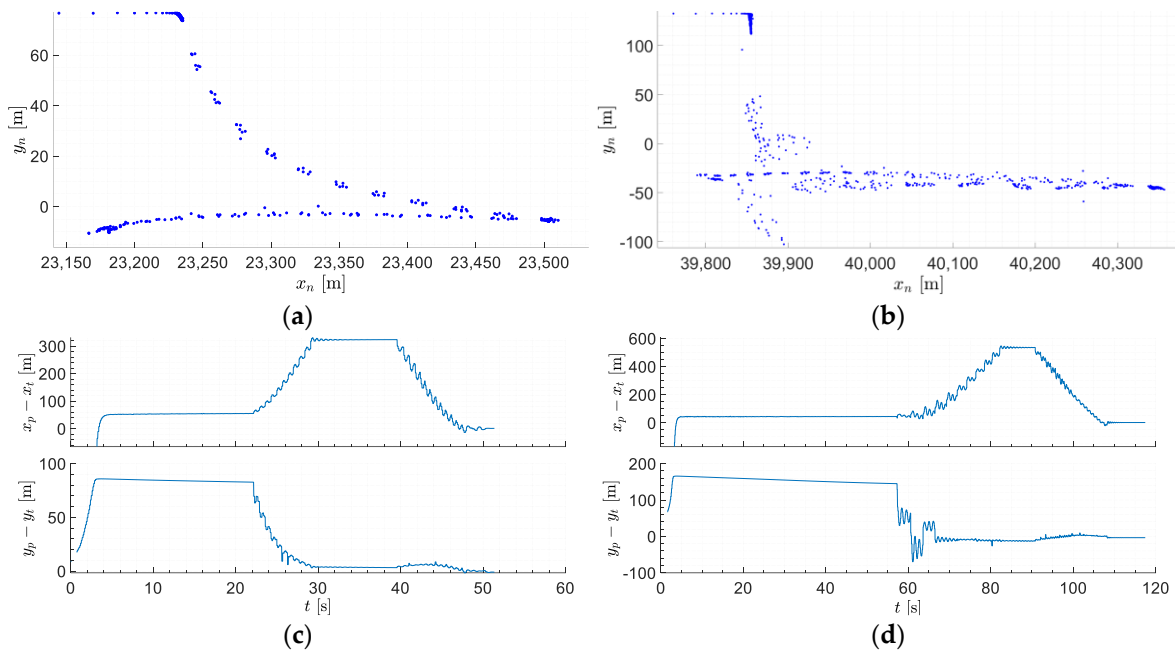 60
40
20
0
y_n [m]
23,150 23,200 23,250 23,300 23,350 23,400 23,450 23,500
x_n [m]
(a)
100
50
0
-50
-100
y_n [m]
39,800 39,900 40,000 40,100 40,200 40,300
x_n [m]
(b)
300
200
100
0
x_p − x_t [m]
100
50
0
y_p − y_t [m]
0 10 20 30 40 50 60
t [s]
(c)
600
400
200
0
x_p − x_t [m]
200
100
0
-100
y_p − y_t [m]
0 20 40 60 80 100 120
t [s]
(d)